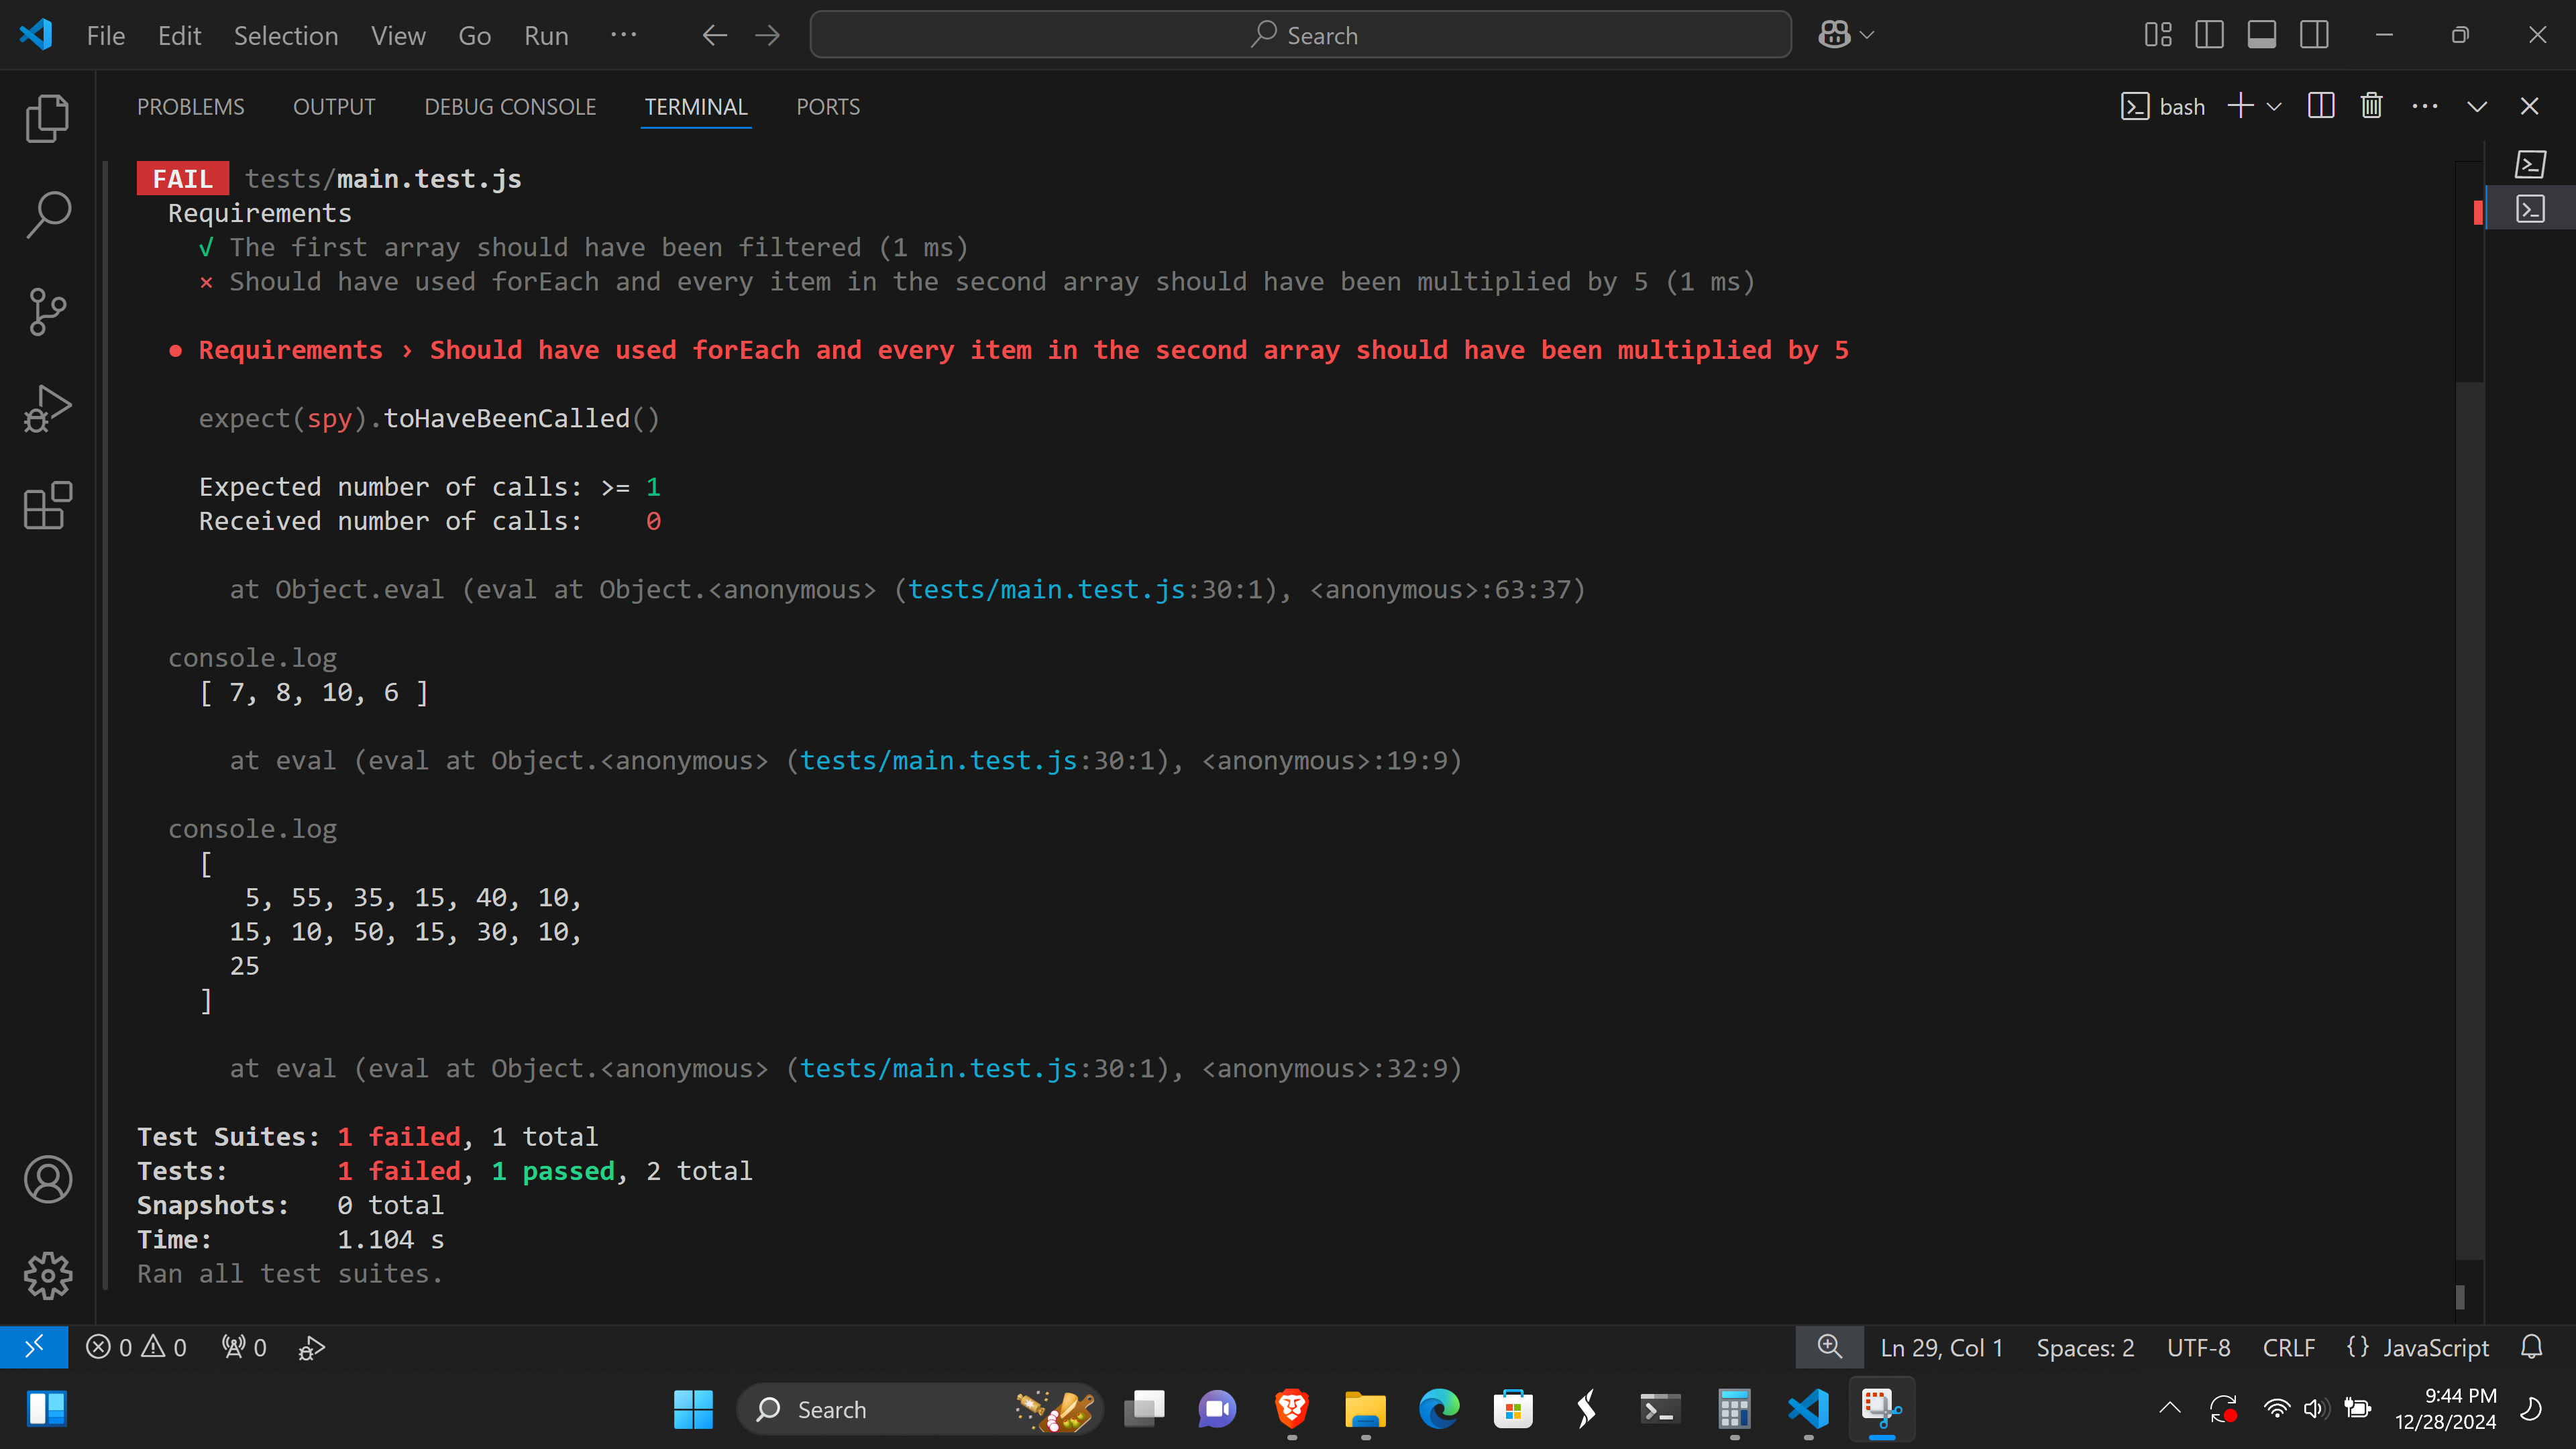 File Edit Selection View Go Run ··· Search
PROBLEMS OUTPUT DEBUG CONSOLE TERMINAL PORTS bash
FAIL tests/main.test.js
Requirements
√ The first array should have been filtered (1 ms)
× Should have used forEach and every item in the second array should have been multiplied by 5 (1 ms)
● Requirements › Should have used forEach and every item in the second array should have been multiplied by 5
expect(spy).toHaveBeenCalled()
Expected number of calls: >= 1
Received number of calls:    0
at Object.eval (eval at Object.<anonymous> (tests/main.test.js:30:1), <anonymous>:63:37)
console.log
[ 7, 8, 10, 6 ]
at eval (eval at Object.<anonymous> (tests/main.test.js:30:1), <anonymous>:19:9)
console.log
[
5, 55, 35, 15, 40, 10,
15, 10, 50, 15, 30, 10,
25
]
at eval (eval at Object.<anonymous> (tests/main.test.js:30:1), <anonymous>:32:9)
Test Suites: 1 failed, 1 total
Tests:       1 failed, 1 passed, 2 total
Snapshots:   0 total
Time:        1.104 s
Ran all test suites.
0 0 0 Ln 29, Col 1 Spaces: 2 UTF-8 CRLF {} JavaScript
Search 9:44 PM
12/28/2024